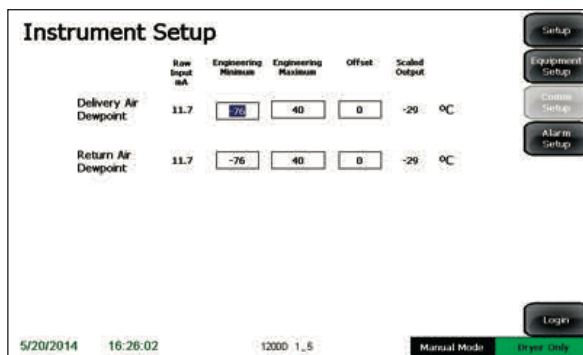 Instrument Setup
Setup
Raw Input mA
Engineering Minimum
Engineering Maximum
Offset
Scaled Output
Equipment Setup
Delivery Air Dewpoint
11.7
-76
40
0
-29
°C
Comm Setup
Alarm Setup
Return Air Dewpoint
11.7
-76
40
0
-29
°C
Login
5/20/2014
16:26:02
1200D 1_5
Manual Mode
Dryer Only